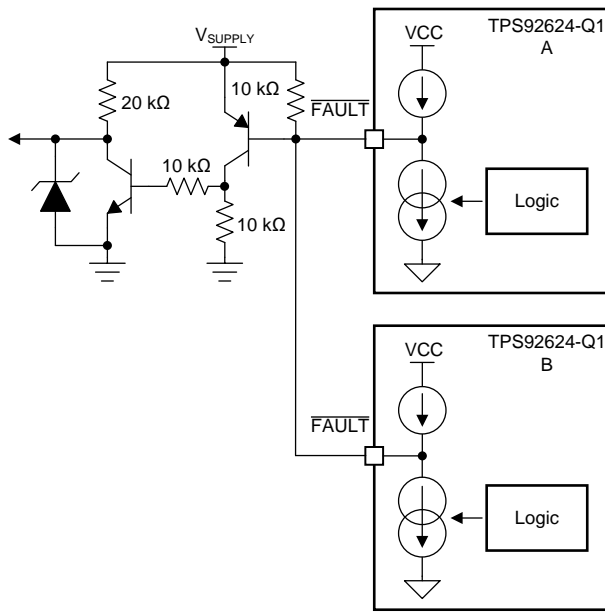 TPS92624-Q1
A
VCC
VSUPPLY
20 kΩ
10 kΩ
FAULT
10 kΩ
10 kΩ
Logic
TPS92624-Q1
B
VCC
FAULT
Logic